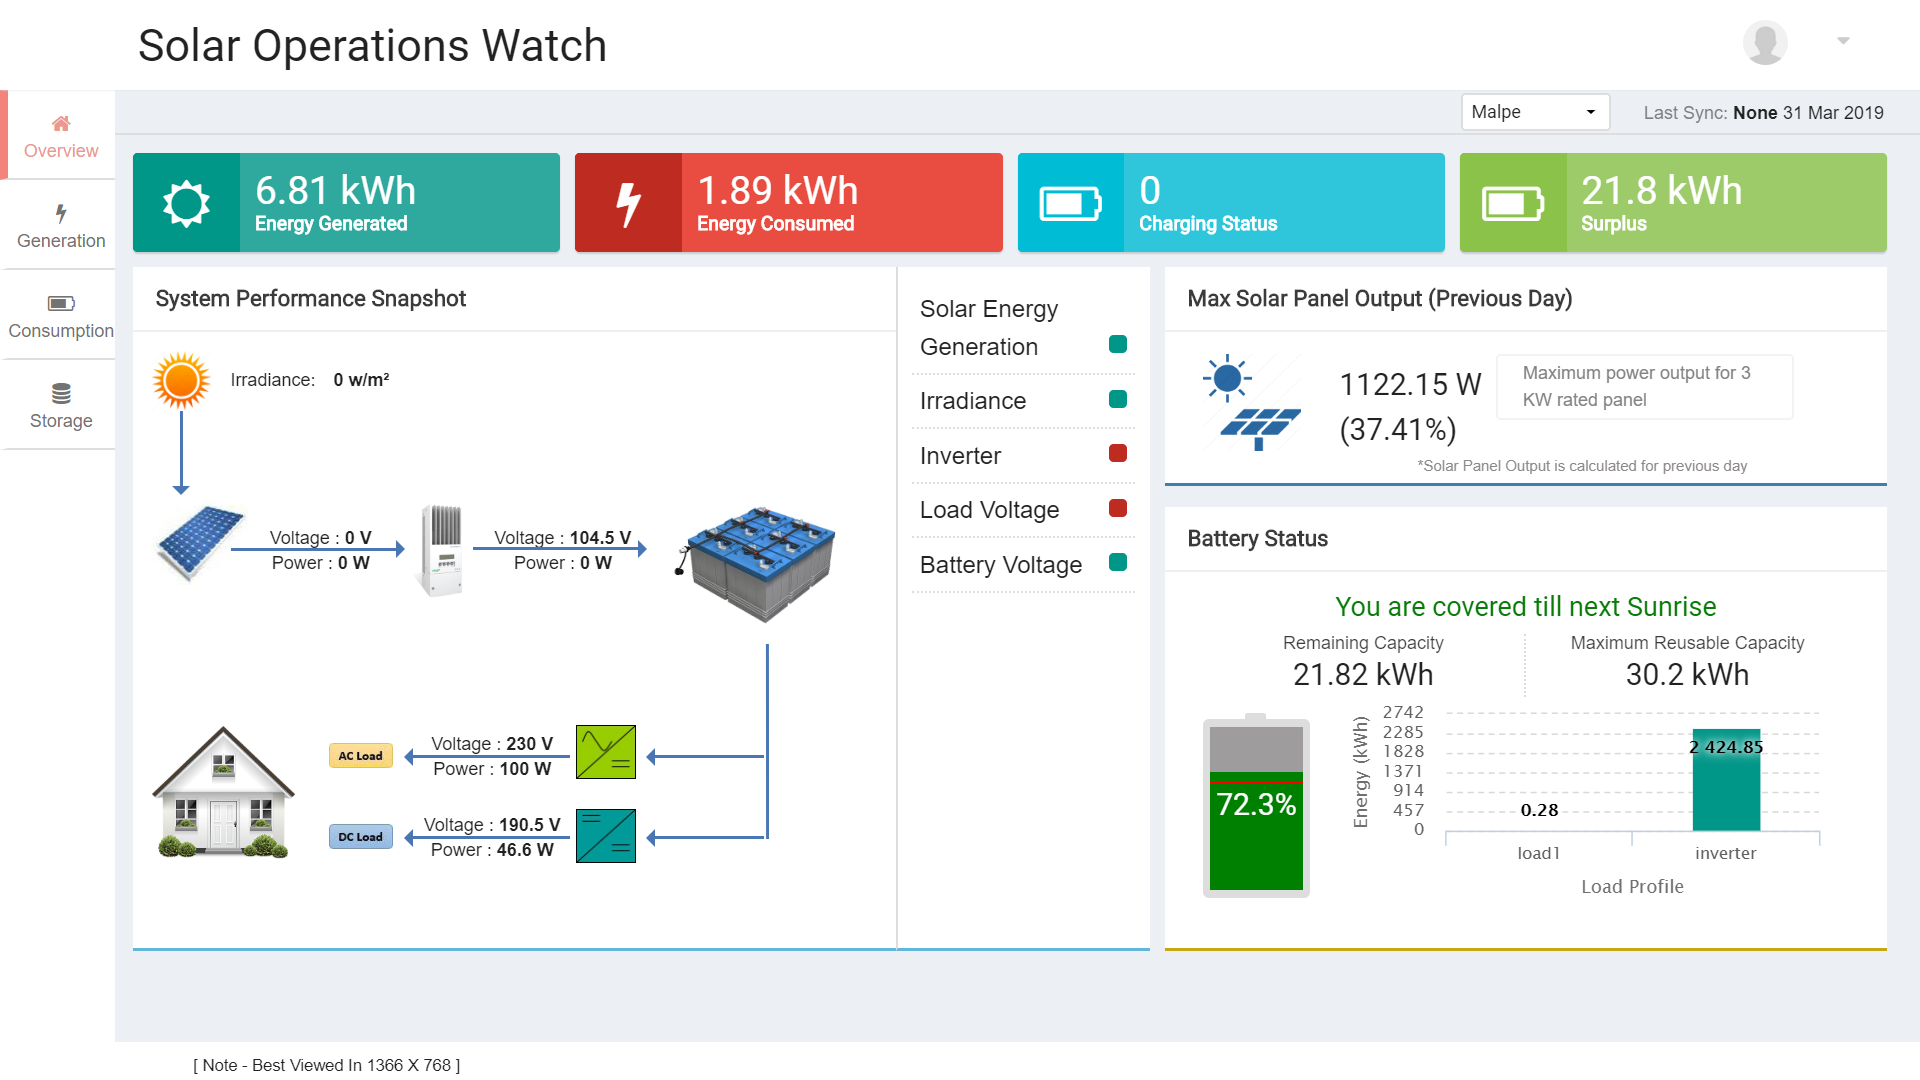 Solar Operations Watch
Malpe
Last Sync: None 31 Mar 2019
Overview
Generation
Consumption
Storage
6.81 kWh
Energy Generated
1.89 kWh
Energy Consumed
0
Charging Status
21.8 kWh
Surplus
System Performance Snapshot
Irradiance: 0 w/m²
Voltage : 0 V
Power : 0 W
Voltage : 104.5 V
Power : 0 W
AC Load
Voltage : 230 V
Power : 100 W
DC Load
Voltage : 190.5 V
Power : 46.6 W
Solar Energy
Generation
Irradiance
Inverter
Load Voltage
Battery Voltage
Max Solar Panel Output (Previous Day)
1122.15 W
(37.41%)
Maximum power output for 3
KW rated panel
*Solar Panel Output is calculated for previous day
Battery Status
You are covered till next Sunrise
Remaining Capacity
21.82 kWh
Maximum Reusable Capacity
30.2 kWh
72.3%
Energy (kWh)
2742
2285
1828
1371
914
457
0
0.28
2 424.85
load1
inverter
Load Profile
[ Note - Best Viewed In 1366 X 768 ]